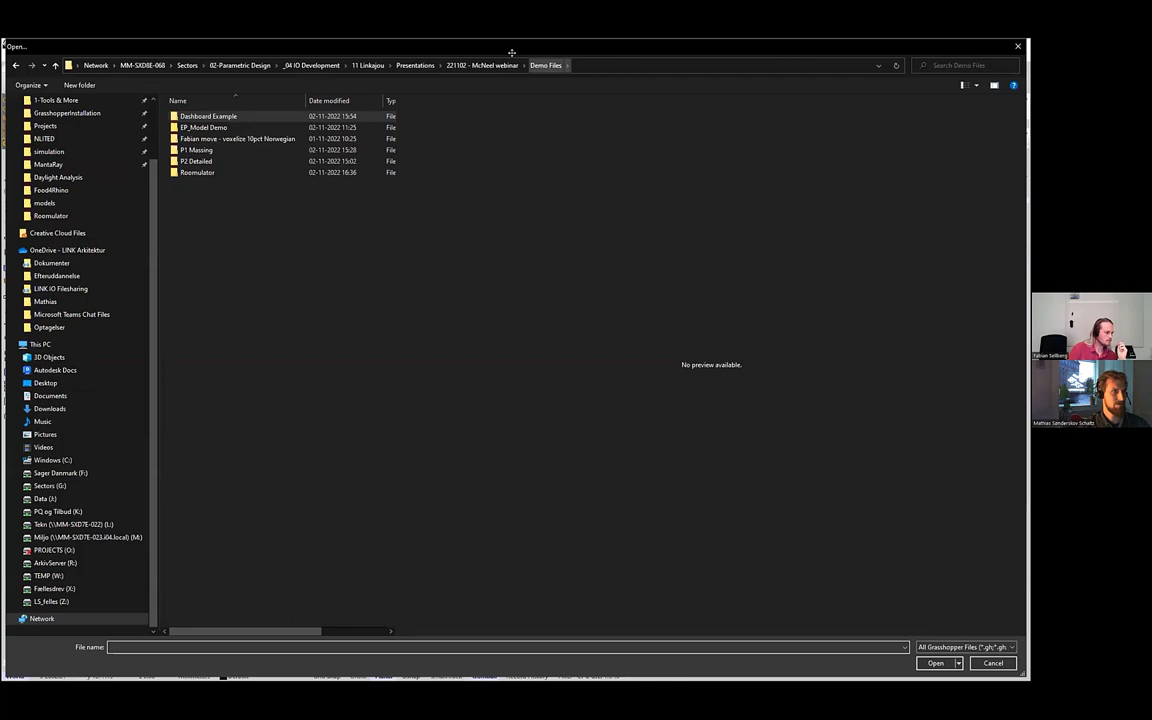 Open...
Network > MM-SXD8E-068 > Sectors > 02-Parametric Design > _04 IO Development > 11 Linkajou > Presentations > 221102 - McNeel webinar > Demo Files >
Search Demo Files
Organize
New folder
1-Tools & More
GrasshopperInstallation
Projects
NLITED
simulation
MantaRay
Daylight Analysis
Food4Rhino
models
Roomulator
Creative Cloud Files
OneDrive - LINK Arkitektur
Dokumenter
Efteruddannelse
LINK IO Filesharing
Mathias
Microsoft Teams Chat Files
Optagelser
This PC
3D Objects
Autodesk Docs
Desktop
Documents
Downloads
Music
Pictures
Videos
Windows (C:)
Sager Danmark (F:)
Sectors (G:)
Data (J:)
PQ og Tilbud (K:)
Tekn (\\MM-SXD7E-022) (L:)
Miljo (\\MM-SXD7E-023.i04.local) (M:)
PROJECTS (O:)
ArkivServer (R:)
TEMP (W:)
Fællesdrev (X:)
LS_felles (Z:)
Network
Name Date modified Typ
Dashboard Example 02-11-2022 15:54 File
EP_Model Demo 02-11-2022 11:25 File
Fabian move - voxelize 10pct Norwegian 01-11-2022 10:25 File
P1 Massing 02-11-2022 15:28 File
P2 Detailed 02-11-2022 15:02 File
Roomulator 02-11-2022 16:36 File
No preview available.
Fabian Sellberg
Mathias Sønderskov Schaltz
File name:
All Grasshopper Files (*.gh;*.gh
Open
Cancel